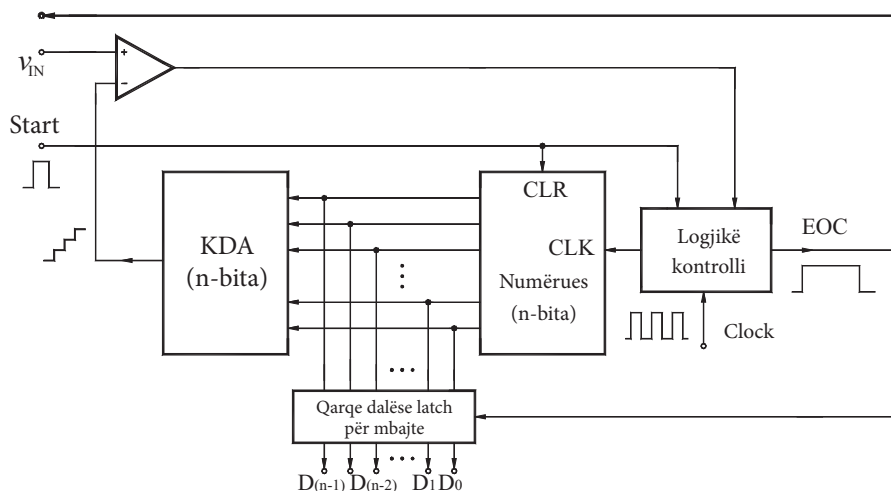 +
v_IN
−
Start
CLR
KDA
(n-bita)
CLK
Numërues
(n-bita)
Logjikë
kontrolli
EOC
Clock
Qarqe dalëse latch
për mbajte
D(n-1) D(n-2) D1 D0